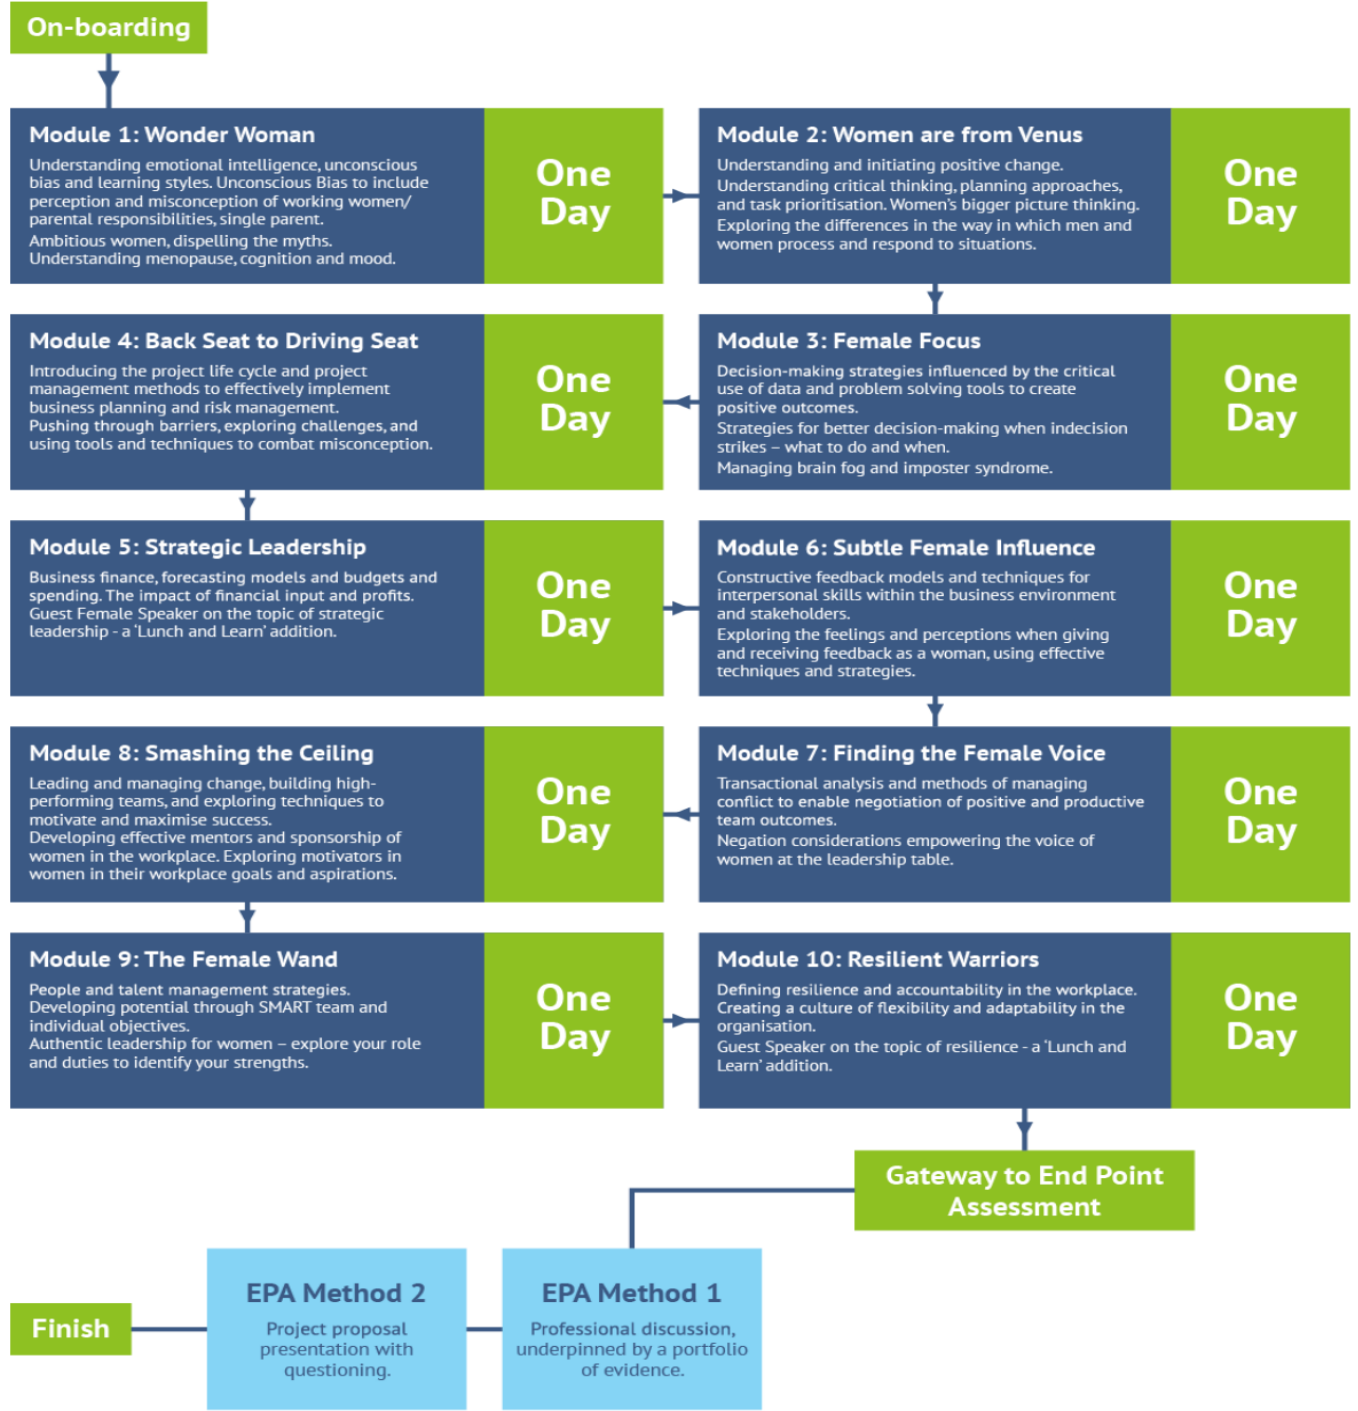 On-boarding
Module 1: Wonder Woman
Understanding emotional intelligence, unconscious
bias and learning styles. Unconscious Bias to include
perception and misconception of working women/
parental responsibilities, single parent.
Ambitious women, dispelling the myths.
Understanding menopause, cognition and mood.
One
Day
Module 2: Women are from Venus
Understanding and initiating positive change.
Understanding critical thinking, planning approaches,
and task prioritisation. Women's bigger picture thinking.
Exploring the differences in the way in which men and
women process and respond to situations.
One
Day
Module 3: Female Focus
Decision-making strategies influenced by the critical
use of data and problem solving tools to create
positive outcomes.
Strategies for better decision-making when indecision
strikes – what to do and when.
Managing brain fog and imposter syndrome.
One
Day
Module 4: Back Seat to Driving Seat
Introducing the project life cycle and project
management methods to effectively implement
business planning and risk management.
Pushing through barriers, exploring challenges, and
using tools and techniques to combat misconception.
One
Day
Module 5: Strategic Leadership
Business finance, forecasting models and budgets and
spending. The impact of financial input and profits.
Guest Female Speaker on the topic of strategic
leadership - a 'Lunch and Learn' addition.
One
Day
Module 6: Subtle Female Influence
Constructive feedback models and techniques for
interpersonal skills within the business environment
and stakeholders.
Exploring the feelings and perceptions when giving
and receiving feedback as a woman, using effective
techniques and strategies.
One
Day
Module 7: Finding the Female Voice
Transactional analysis and methods of managing
conflict to enable negotiation of positive and productive
team outcomes.
Negation considerations empowering the voice of
women at the leadership table.
One
Day
Module 8: Smashing the Ceiling
Leading and managing change, building high-
performing teams, and exploring techniques to
motivate and maximise success.
Developing effective mentors and sponsorship of
women in the workplace. Exploring motivators in
women in their workplace goals and aspirations.
One
Day
Module 9: The Female Wand
People and talent management strategies.
Developing potential through SMART team and
individual objectives.
Authentic leadership for women – explore your role
and duties to identify your strengths.
One
Day
Module 10: Resilient Warriors
Defining resilience and accountability in the workplace.
Creating a culture of flexibility and adaptability in the
organisation.
Guest Speaker on the topic of resilience - a 'Lunch and
Learn' addition.
One
Day
Gateway to End Point
Assessment
EPA Method 1
Professional discussion,
underpinned by a portfolio
of evidence.
EPA Method 2
Project proposal
presentation with
questioning.
Finish